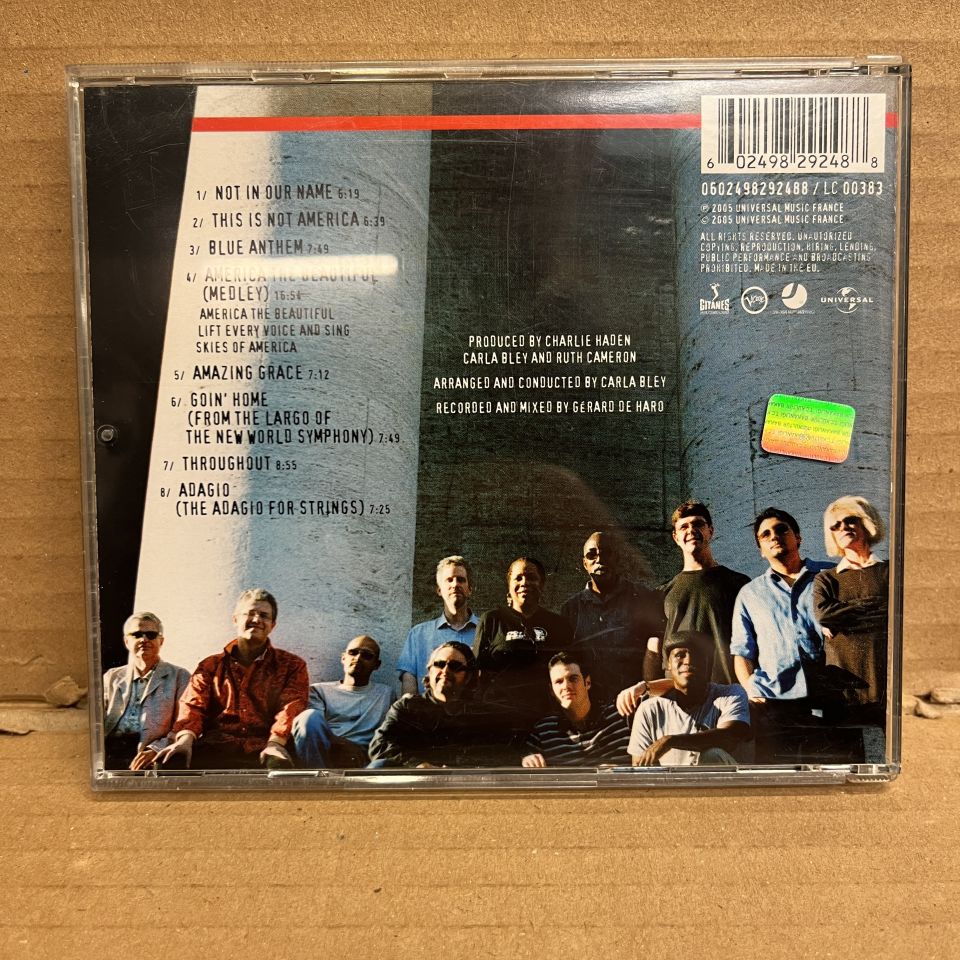 1/ NOT IN OUR NAME 6:19
2/ THIS IS NOT AMERICA 6:39
3/ BLUE ANTHEM 7:49
4/ AMERICA THE BEAUTIFUL
(MEDLEY) 16:54
AMERICA THE BEAUTIFUL
LIFT EVERY VOICE AND SING
SKIES OF AMERICA
5/ AMAZING GRACE 7:12
6/ GOIN' HOME
(FROM THE LARGO OF
THE NEW WORLD SYMPHONY) 7:49
7/ THROUGHOUT 8:55
8/ ADAGIO
(THE ADAGIO FOR STRINGS) 7:25
PRODUCED BY CHARLIE HADEN
CARLA BLEY AND RUTH CAMERON
ARRANGED AND CONDUCTED BY CARLA BLEY
RECORDED AND MIXED BY GÉRARD DE HARO
6 02498 29248 8
0602498292488 / LC 00383
℗ 2005 UNIVERSAL MUSIC FRANCE
© 2005 UNIVERSAL MUSIC FRANCE
ALL RIGHTS RESERVED. UNAUTORIZED
COPYING, REPRODUCTION, HIRING, LENDING,
PUBLIC PERFORMANCE AND BROADCASTING
PROHIBITED. MADE IN THE EU.
GITANES
Verve
UNIVERSAL